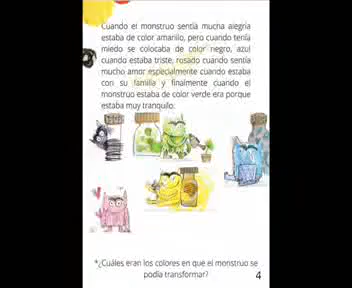 Cuando el monstruo sentía mucha alegría
estaba de color amarillo, pero cuando tenía
miedo se colocaba de color negro, azul
cuando estaba triste, rosado cuando sentía
mucho amor especialmente cuando estaba
con su familia y finalmente cuando el
monstruo estaba de color verde era porque
estaba muy tranquilo.
*¿Cuáles eran los colores en que el monstruo se
podía transformar?
4